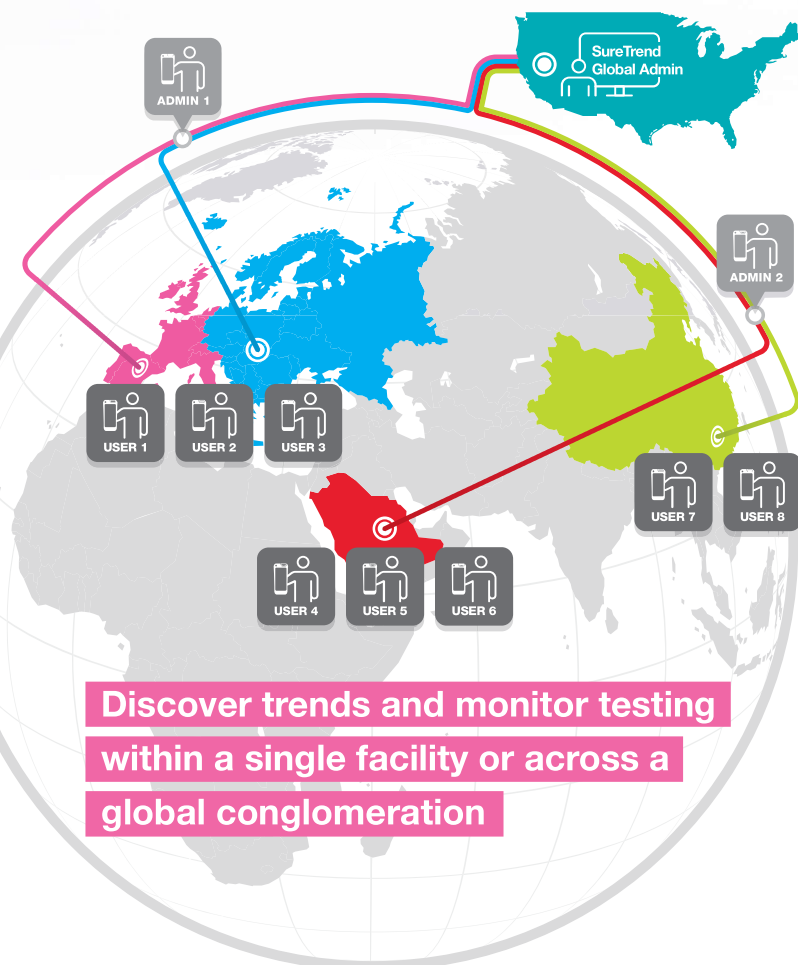 SureTrend
Global Admin
ADMIN 1
ADMIN 2
USER 1
USER 2
USER 3
USER 7
USER 8
USER 4
USER 5
USER 6
Discover trends and monitor testing
within a single facility or across a
global conglomeration